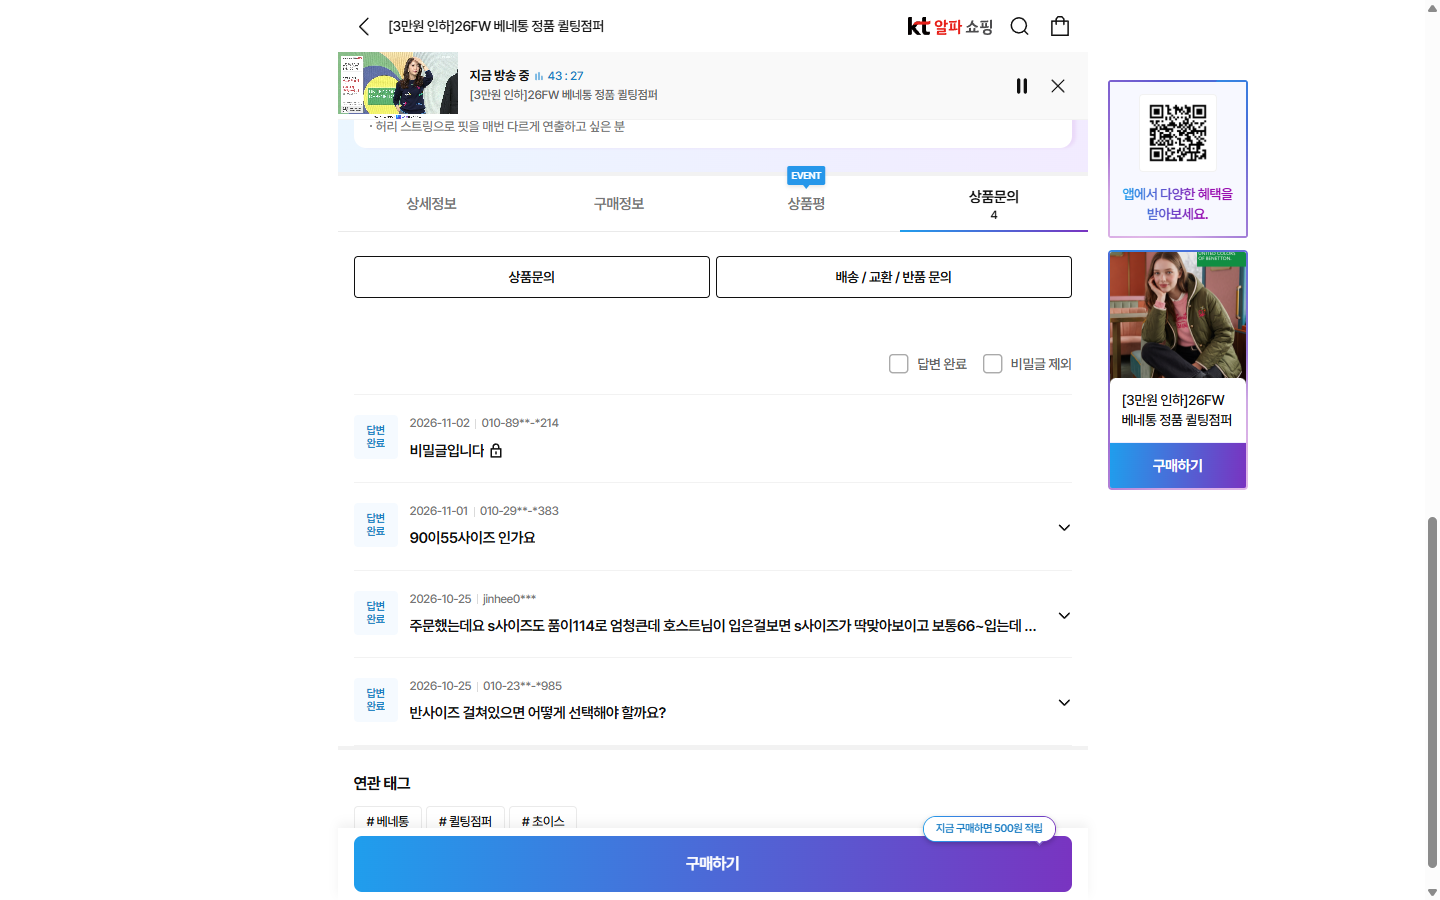 [3만원 인하]26FW 베네통 정품 퀼팅점퍼
kt 알파 쇼핑
지금 방송 중 43 : 27
[3만원 인하]26FW 베네통 정품 퀼팅점퍼
· 허리 스트링으로 핏을 매번 다르게 연출하고 싶은 분
상세정보
구매정보
EVENT
상품평
상품문의
4
상품문의
배송 / 교환 / 반품 문의
답변 완료
비밀글 제외
답변
완료
2026-11-02 | 010-89**-*214
비밀글입니다
답변
완료
2026-11-01 | 010-29**-*383
90이55사이즈 인가요
답변
완료
2026-10-25 | jinhee0***
주문했는데요 s사이즈도 품이114로 엄청큰데 호스트님이 입은걸보면 s사이즈가 딱맞아보이고 보통66~입는데 ...
답변
완료
2026-10-25 | 010-23**-*985
반사이즈 걸쳐있으면 어떻게 선택해야 할까요?
연관 태그
# 베네통
# 퀼팅점퍼
# 초이스
지금 구매하면 500원 적립
구매하기
앱에서 다양한 혜택을
받아보세요.
UNITED COLORS
OF BENETTON.
[3만원 인하]26FW
베네통 정품 퀼팅점퍼
구매하기